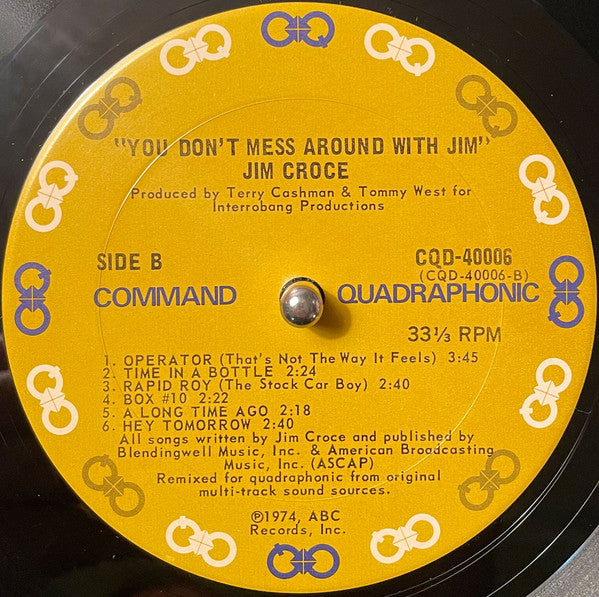 "YOU DON'T MESS AROUND WITH JIM"
JIM CROCE
Produced by Terry Cashman & Tommy West for
Interrobang Productions
SIDE B
CQD-40006
(CQD-40006-B)
COMMAND QUADRAPHONIC
33⅓ RPM
1. OPERATOR (That's Not The Way It Feels) 3:45
2. TIME IN A BOTTLE 2:24
3. RAPID ROY (The Stock Car Boy) 2:40
4. BOX #10 2:22
5. A LONG TIME AGO 2:18
6. HEY TOMORROW 2:40
All songs written by Jim Croce and published by
Blendingwell Music, Inc. & American Broadcasting
Music, Inc. (ASCAP)
Remixed for quadraphonic from original
multi-track sound sources.
℗1974, ABC
Records, Inc.